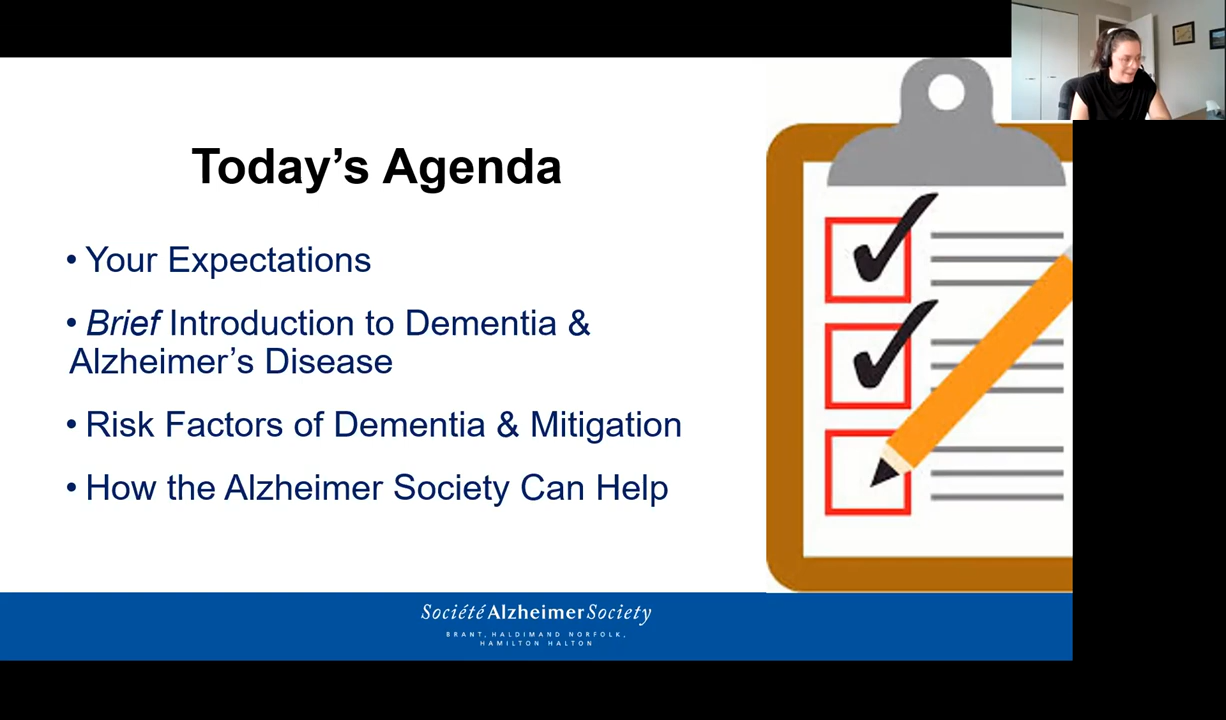 Today’s Agenda
• Your Expectations
• Brief Introduction to Dementia &
Alzheimer’s Disease
• Risk Factors of Dementia & Mitigation
• How the Alzheimer Society Can Help
Société Alzheimer Society
BRANT, HALDIMAND NORFOLK,
HAMILTON HALTON